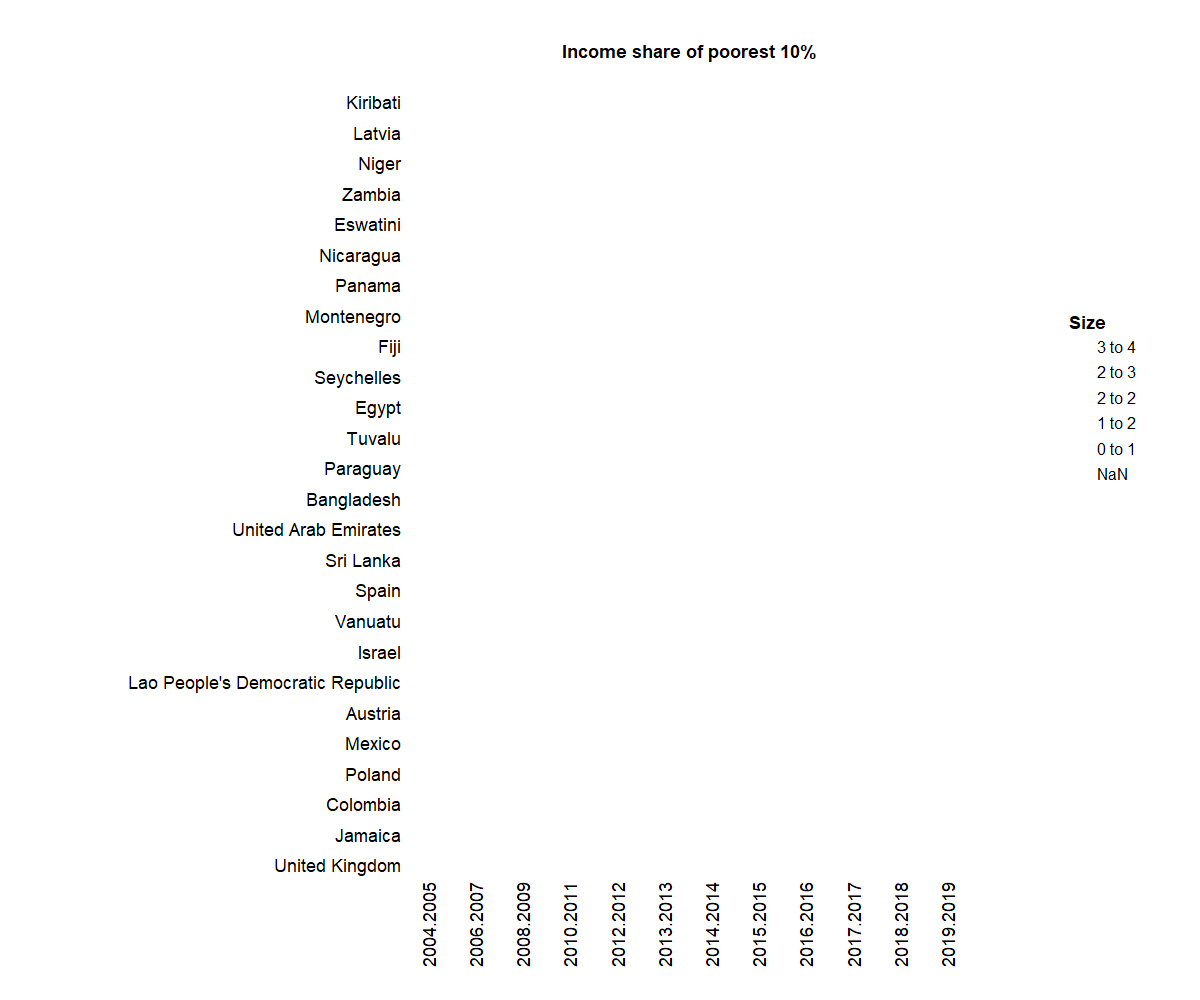 Income share of poorest 10%
Kiribati
Latvia
Niger
Zambia
Eswatini
Nicaragua
Panama
Montenegro
Fiji
Seychelles
Egypt
Tuvalu
Paraguay
Bangladesh
United Arab Emirates
Sri Lanka
Spain
Vanuatu
Israel
Lao People's Democratic Republic
Austria
Mexico
Poland
Colombia
Jamaica
United Kingdom
2004.2005
2006.2007
2008.2009
2010.2011
2012.2012
2013.2013
2014.2014
2015.2015
2016.2016
2017.2017
2018.2018
2019.2019
Size
3 to 4
2 to 3
2 to 2
1 to 2
0 to 1
NaN